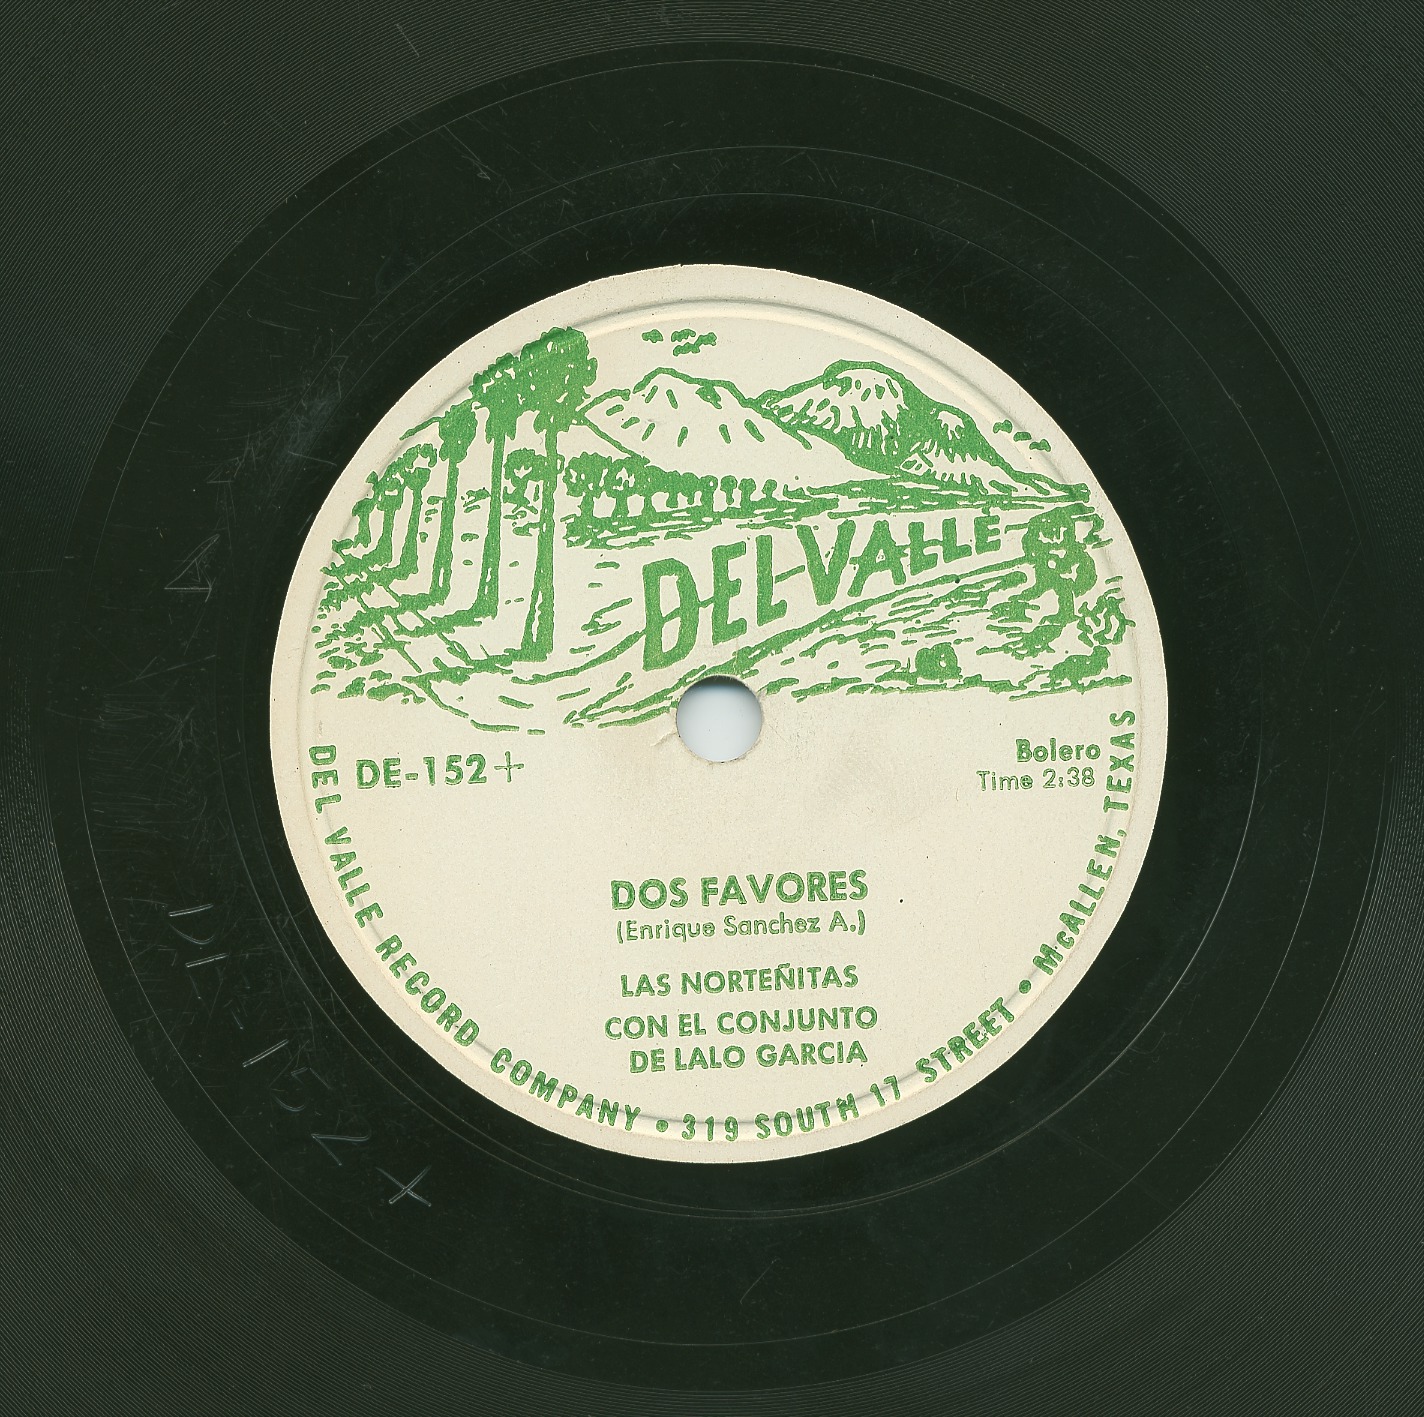 DEL VALLE
DE-152+
Bolero
Time 2:38
DOS FAVORES
(Enrique Sanchez A.)
LAS NORTEÑITAS
CON EL CONJUNTO
DE LALO GARCIA
DEL VALLE RECORD COMPANY • 319 SOUTH 17 STREET • McALLEN, TEXAS